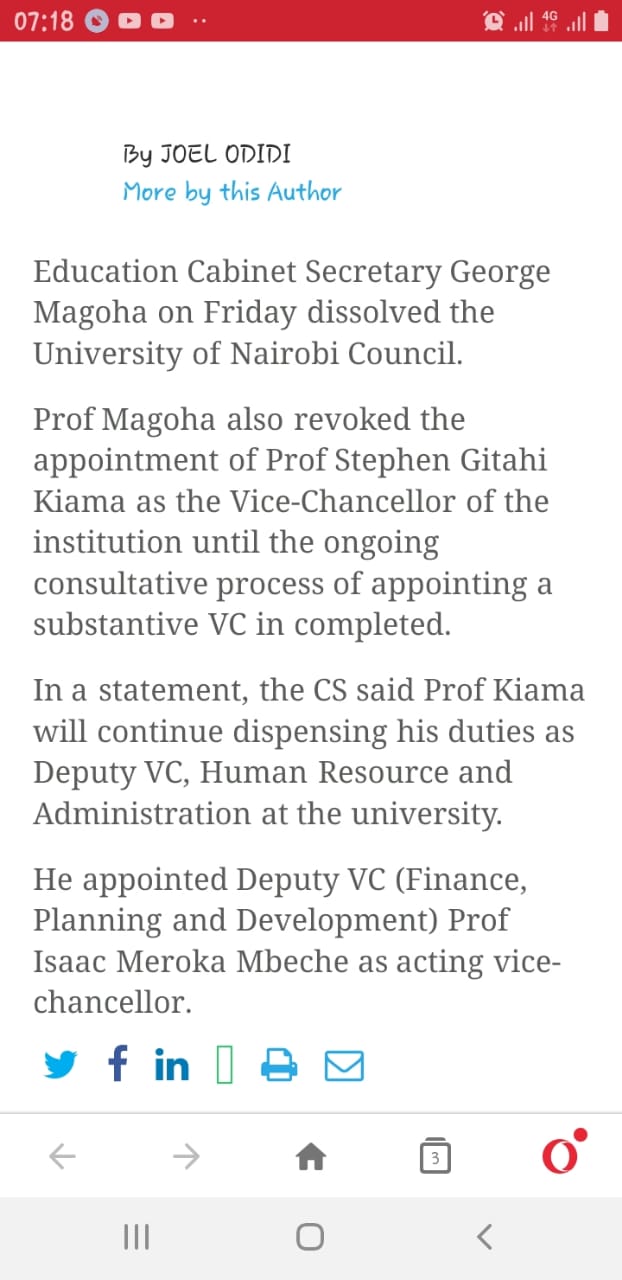 07:18
4G
By JOEL ODIDI
More by this Author
Education Cabinet Secretary George
Magoha on Friday dissolved the
University of Nairobi Council.
Prof Magoha also revoked the
appointment of Prof Stephen Gitahi
Kiama as the Vice-Chancellor of the
institution until the ongoing
consultative process of appointing a
substantive VC in completed.
In a statement, the CS said Prof Kiama
will continue dispensing his duties as
Deputy VC, Human Resource and
Administration at the university.
He appointed Deputy VC (Finance,
Planning and Development) Prof
Isaac Meroka Mbeche as acting vice-
chancellor.
3